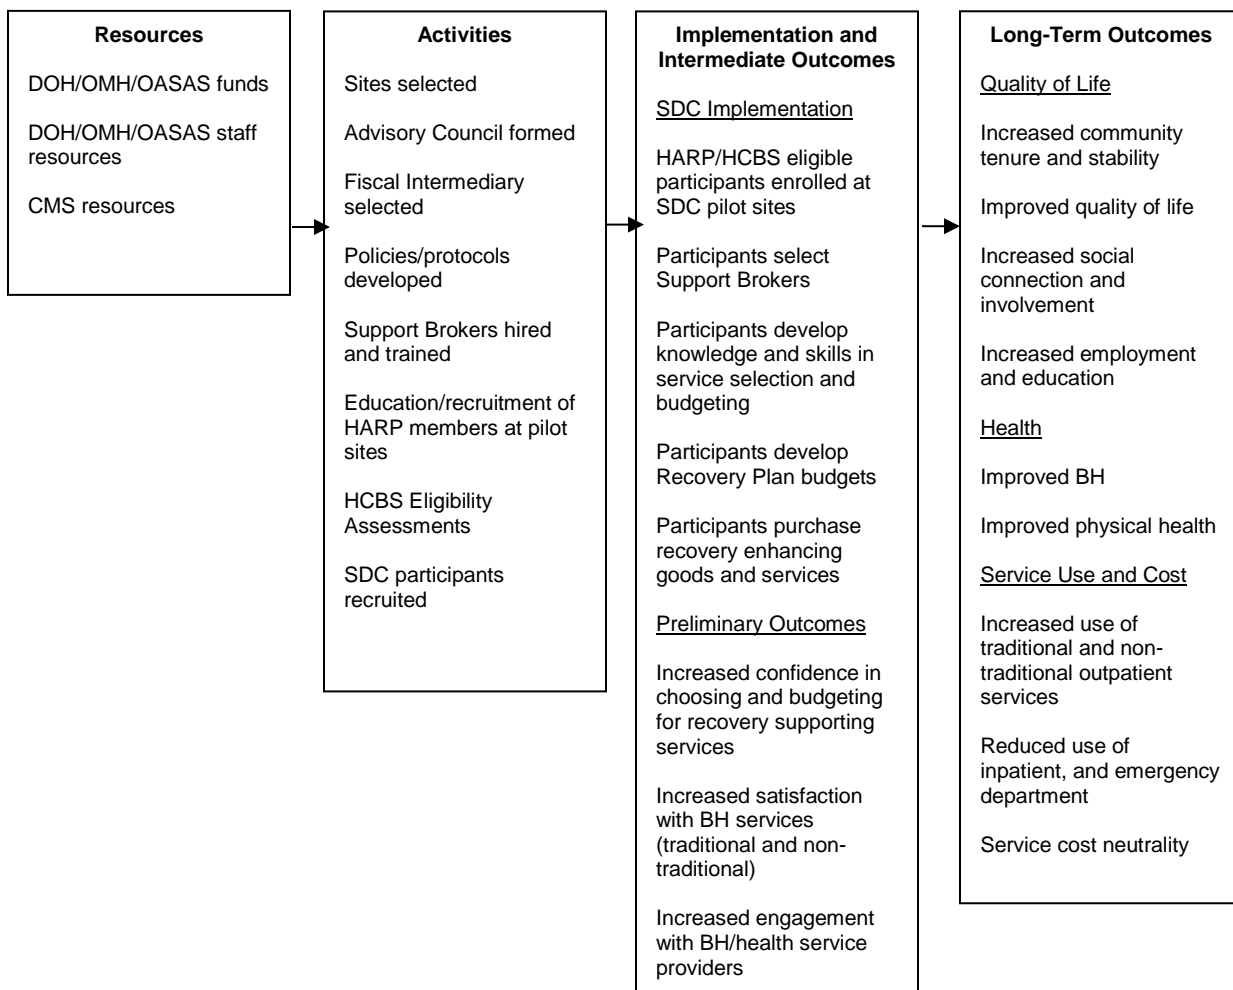 Resources
DOH/OMH/OASAS funds
DOH/OMH/OASAS staff
resources
CMS resources
Activities
Sites selected
Advisory Council formed
Fiscal Intermediary
selected
Policies/protocols
developed
Support Brokers hired
and trained
Education/recruitment of
HARP members at pilot
sites
HCBS Eligibility
Assessments
SDC participants
recruited
Implementation and
Intermediate Outcomes
SDC Implementation
HARP/HCBS eligible
participants enrolled at
SDC pilot sites
Participants select
Support Brokers
Participants develop
knowledge and skills in
service selection and
budgeting
Participants develop
Recovery Plan budgets
Participants purchase
recovery enhancing
goods and services
Preliminary Outcomes
Increased confidence in
choosing and budgeting
for recovery supporting
services
Increased satisfaction
with BH services
(traditional and non-
traditional)
Increased engagement
with BH/health service
providers
Long-Term Outcomes
Quality of Life
Increased community
tenure and stability
Improved quality of life
Increased social
connection and
involvement
Increased employment
and education
Health
Improved BH
Improved physical health
Service Use and Cost
Increased use of
traditional and non-
traditional outpatient
services
Reduced use of
inpatient, and emergency
department
Service cost neutrality